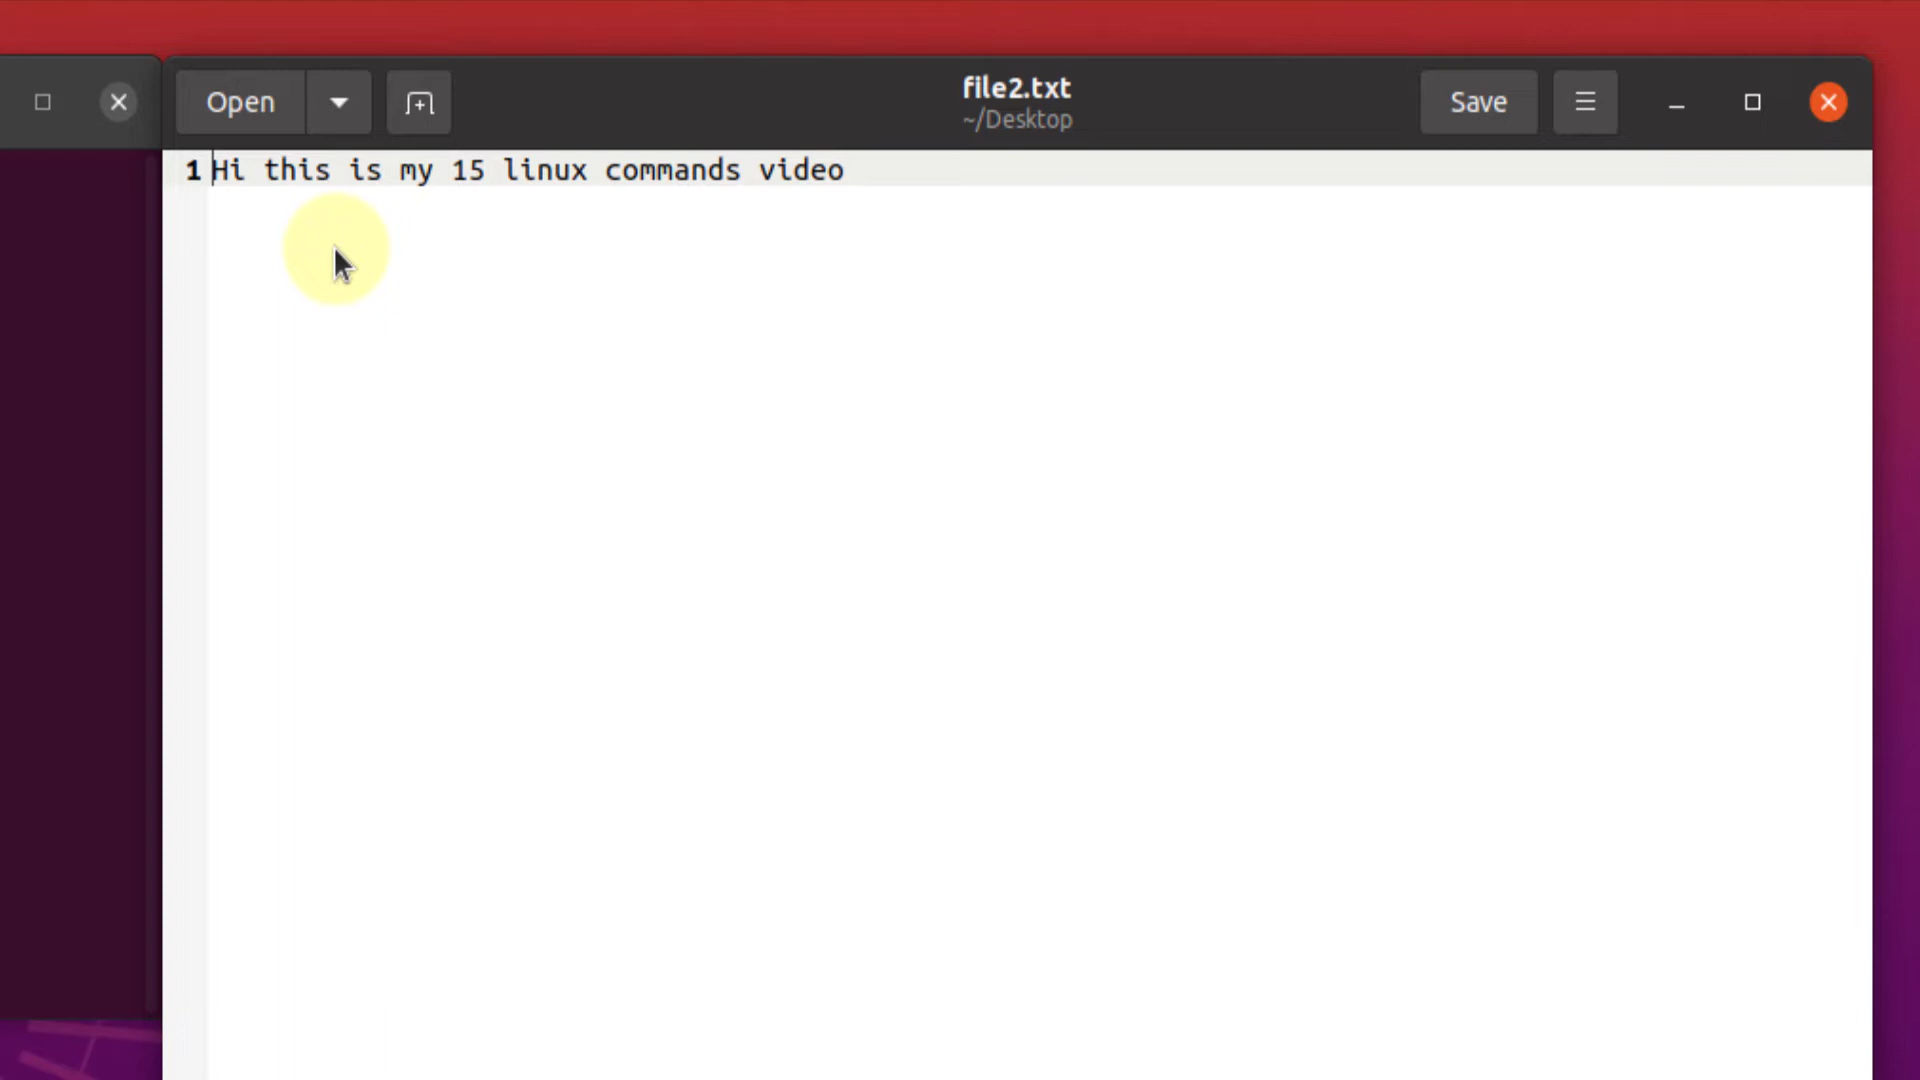 Open
file2.txt
~/Desktop
Save
1 Hi this is my 15 linux commands video